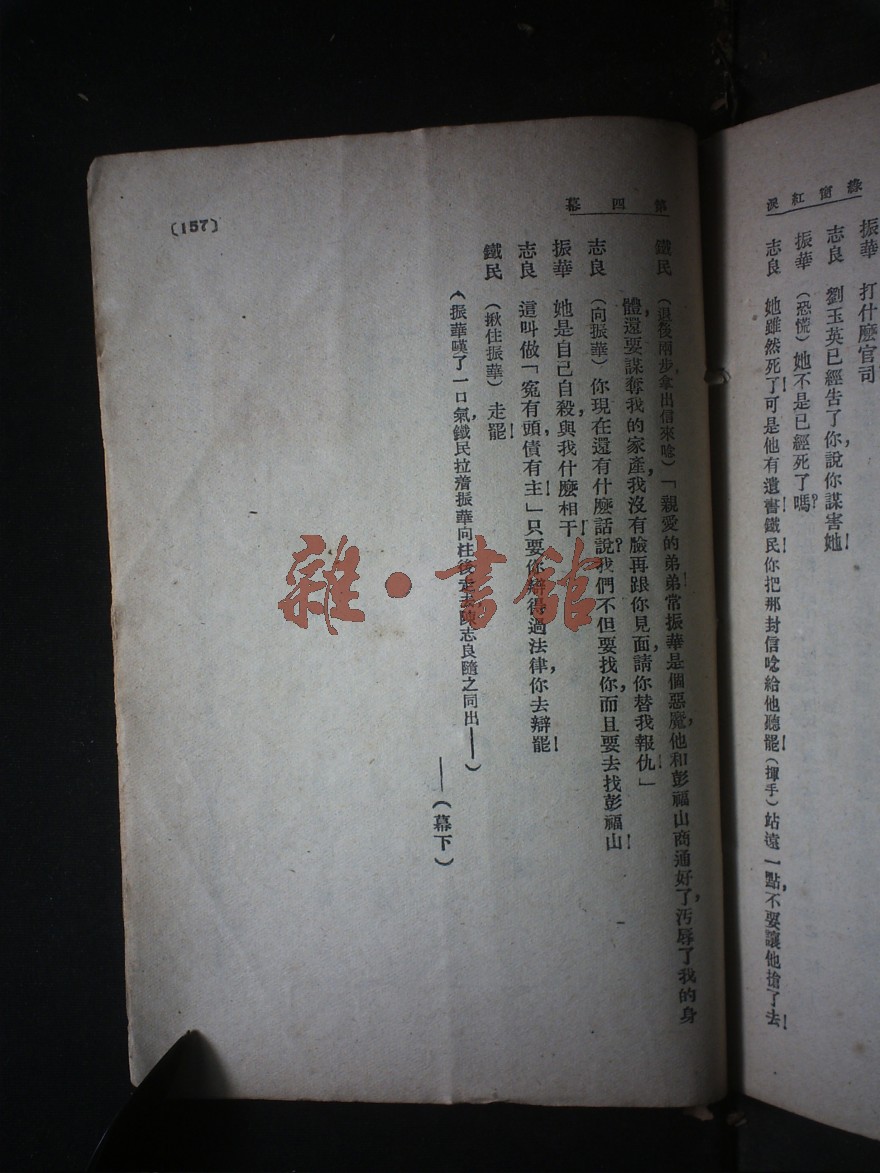 綠窗紅淚
振華　打什麼官司
志良　劉玉英已經告了你，說你謀害她！
振華　（恐慌）她不是已經死了嗎？
志良　她雖然死了！可是他有遺書！鐵民！你把那封信唸給他聽罷！（揮手）站遠一點，不要讓他搶了去！
第四幕
鐵民　（退後兩步拿出信來唸）「親愛的弟弟！常振華是個惡魔，他和彭福山商通好了，汚辱了我的身
體，還要謀奪我的家產，我沒有臉再跟你見面，請你替我報仇！」
志良　（向振華）你現在還有什麼話說？我們不但要找你，而且要去找彭福山！
振華　她是自己自殺，與我什麼相干！
志良　這叫做「寃有頭，債有主！」只要你辯得過法律，你去辯罷！
鐵民　（揪住振華）走罷！
（振華嘆了一口氣，鐵民拉着振華向柱後走去，陳志良隨之同出——）
——（幕下）
〔157〕
雜·書館